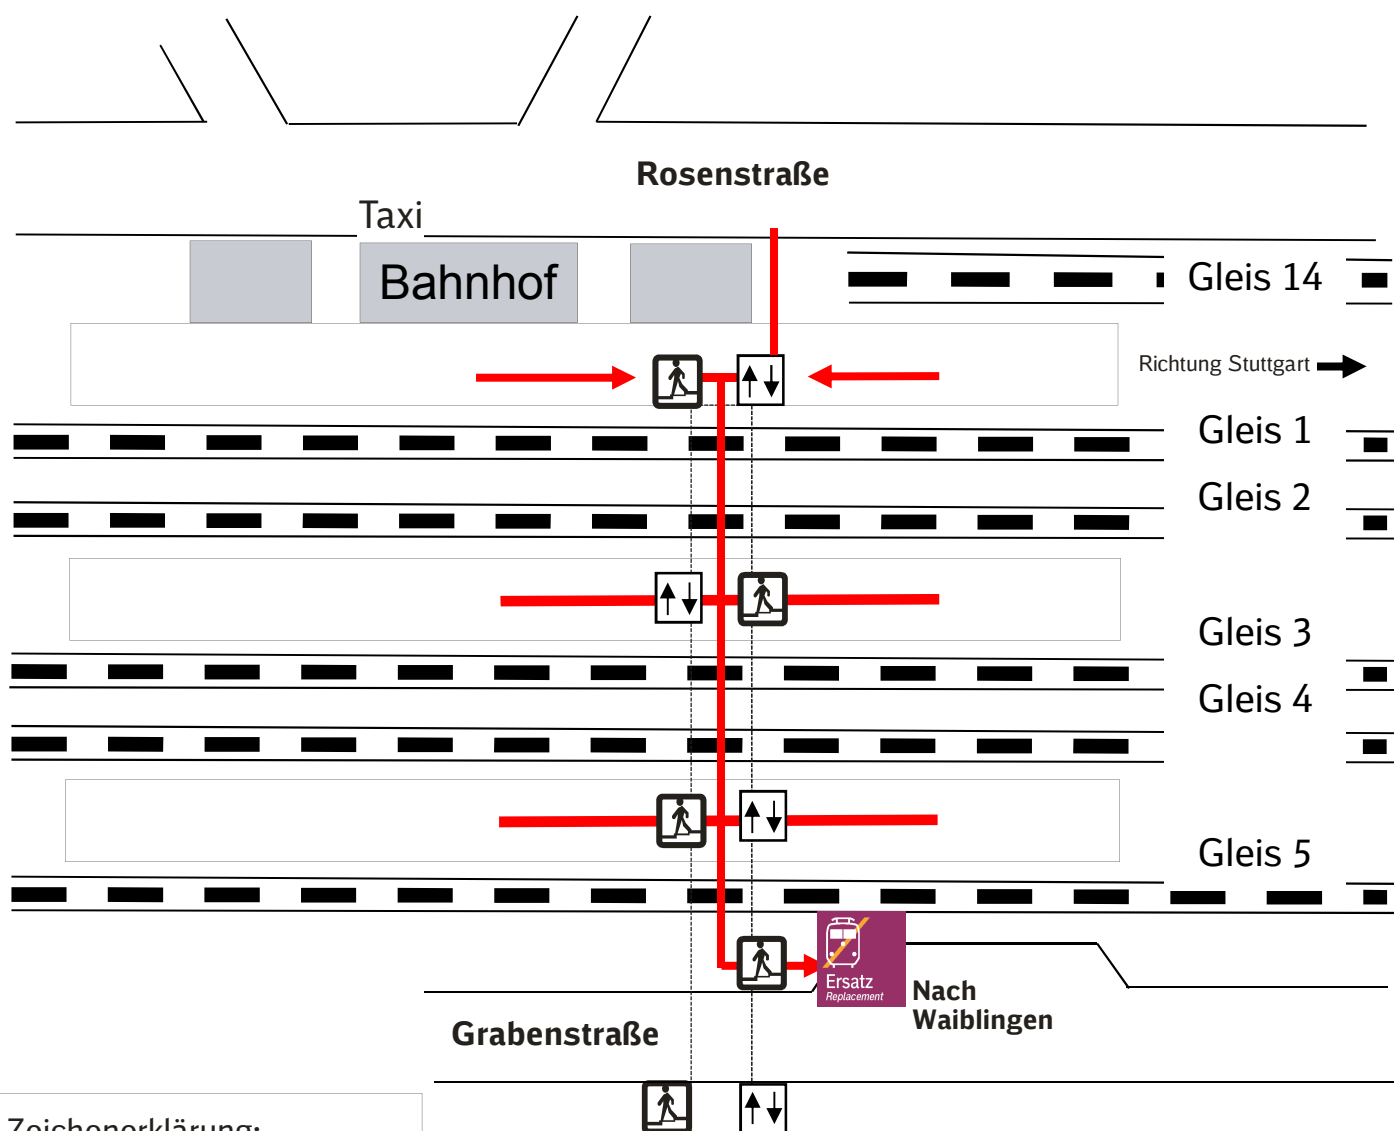 Rosenstraße
Taxi
Bahnhof
Gleis 14
Richtung Stuttgart
Gleis 1
Gleis 2
Gleis 3
Gleis 4
Gleis 5
Ersatz
Replacement
Nach
Waiblingen
Grabenstraße
Zeichenerklärung: